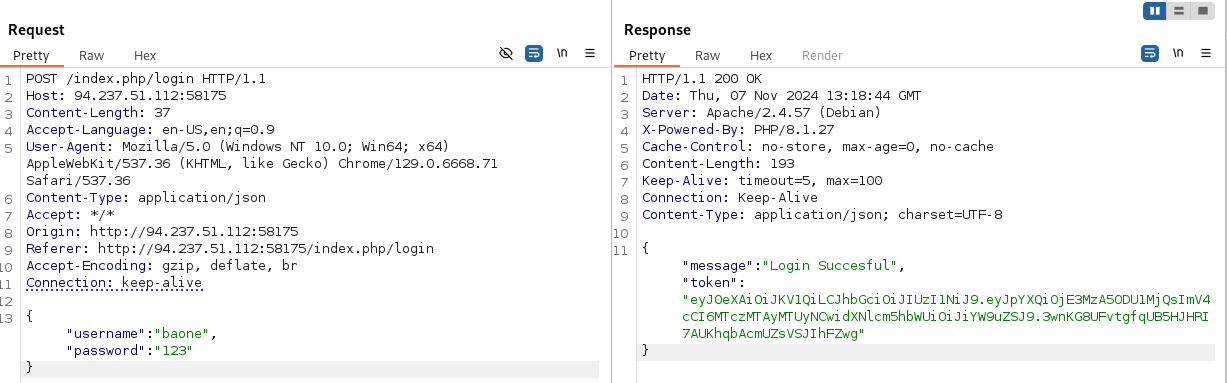 Request
Pretty Raw Hex
\n
1 POST /index.php/login HTTP/1.1
2 Host: 94.237.51.112:58175
3 Content-Length: 37
4 Accept-Language: en-US,en;q=0.9
5 User-Agent: Mozilla/5.0 (Windows NT 10.0; Win64; x64)
AppleWebKit/537.36 (KHTML, like Gecko) Chrome/129.0.6668.71
Safari/537.36
6 Content-Type: application/json
7 Accept: */*
8 Origin: http://94.237.51.112:58175
9 Referer: http://94.237.51.112:58175/index.php/login
10 Accept-Encoding: gzip, deflate, br
11 Connection: keep-alive
12
13 {
"username":"baone",
"password":"123"
}
Response
Pretty Raw Hex Render
\n
1 HTTP/1.1 200 OK
2 Date: Thu, 07 Nov 2024 13:18:44 GMT
3 Server: Apache/2.4.57 (Debian)
4 X-Powered-By: PHP/8.1.27
5 Cache-Control: no-store, max-age=0, no-cache
6 Content-Length: 193
7 Keep-Alive: timeout=5, max=100
8 Connection: Keep-Alive
9 Content-Type: application/json; charset=UTF-8
10
11 {
"message":"Login Succesful",
"token":
"eyJ0eXAiOiJKV1QiLCJhbGciOiJIUzI1NiJ9.eyJpYXQiOjE3MzA5ODU1MjQsImV4
cCI6MTczMTAyMTUyNCwidXNlcm5hbWUiOiJiYW9uZSJ9.3wnKG8UFvtgfqUB5HJHRI
7AUKhqbAcmUZsVSJIhFZwg"
}